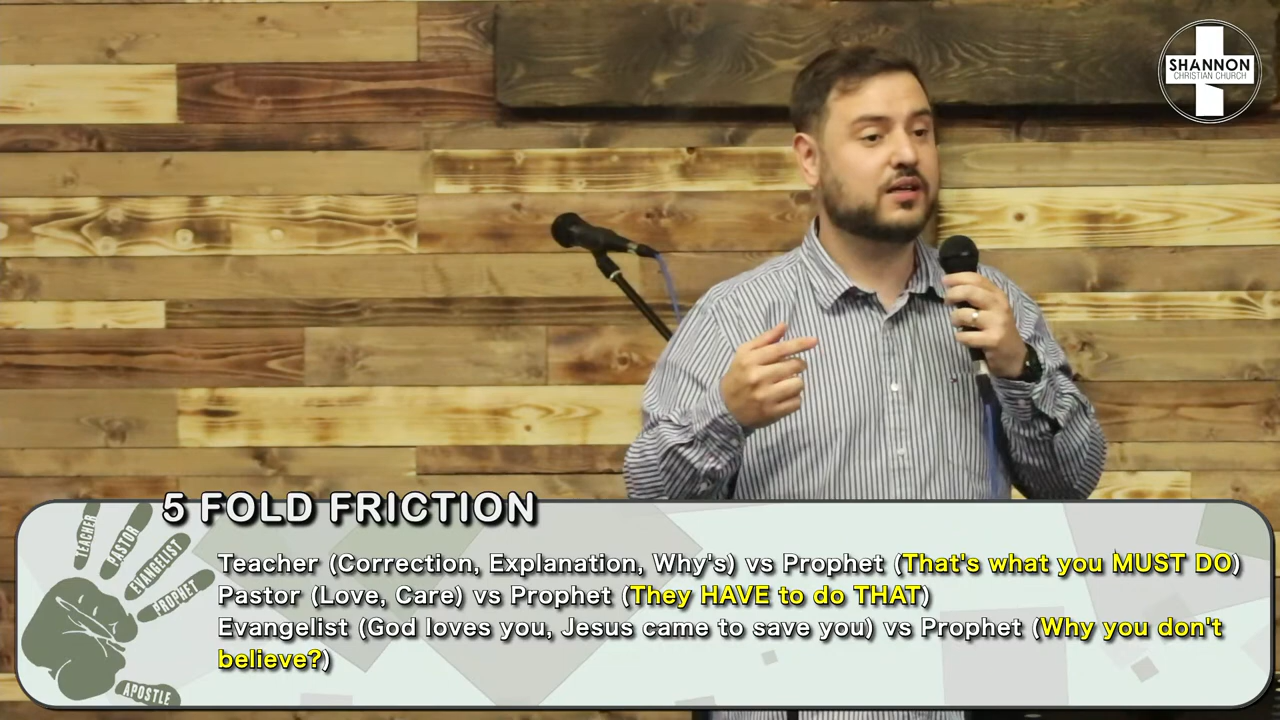 SHANNON
CHRISTIAN CHURCH
5 FOLD FRICTION
TEACHER
PASTOR
EVANGELIST
PROPHET
APOSTLE
Teacher (Correction, Explanation, Why's) vs Prophet (That's what you MUST DO)
Pastor (Love, Care) vs Prophet (They HAVE to do THAT)
Evangelist (God loves you, Jesus came to save you) vs Prophet (Why you don't
believe?)